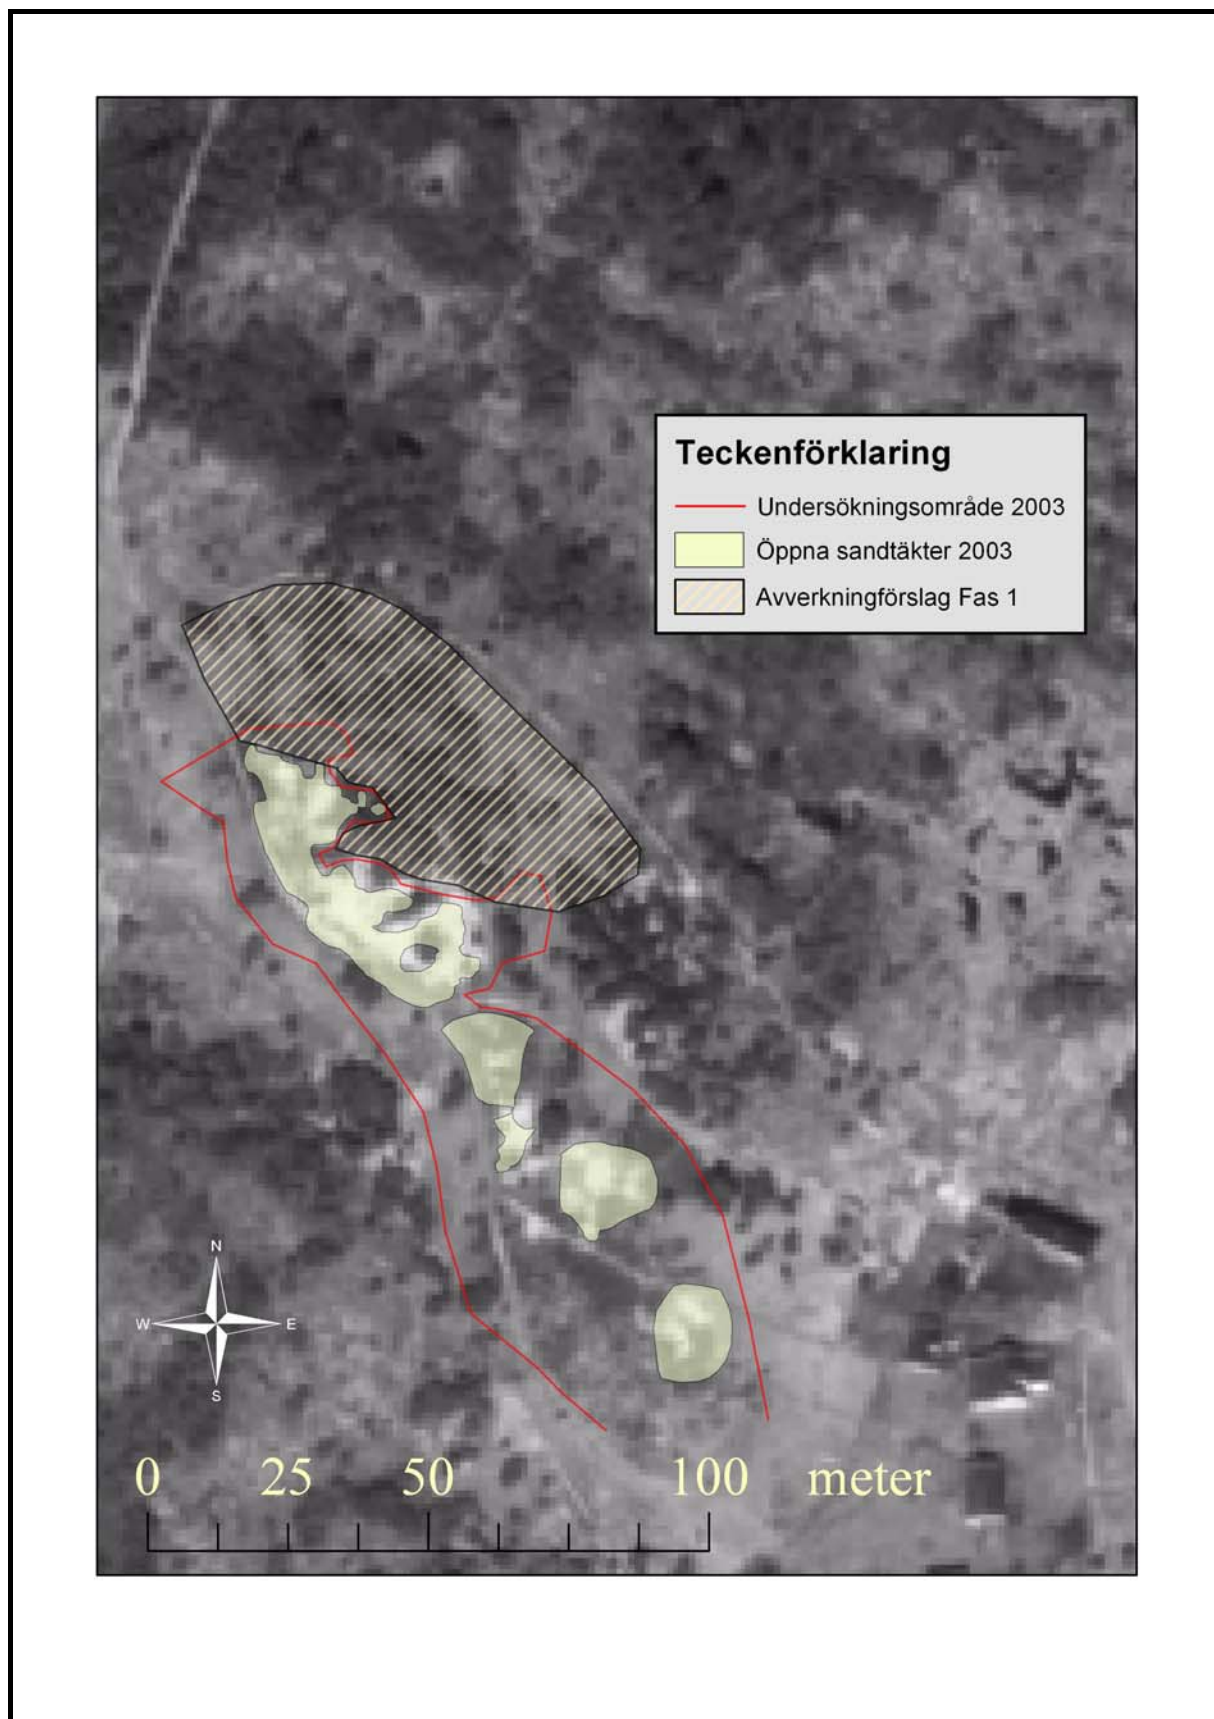 Teckenförklaring
Undersökningsområde 2003
Öppna sandtäkter 2003
Avverkningförslag Fas 1
N
W E
S
0 25 50 100 meter